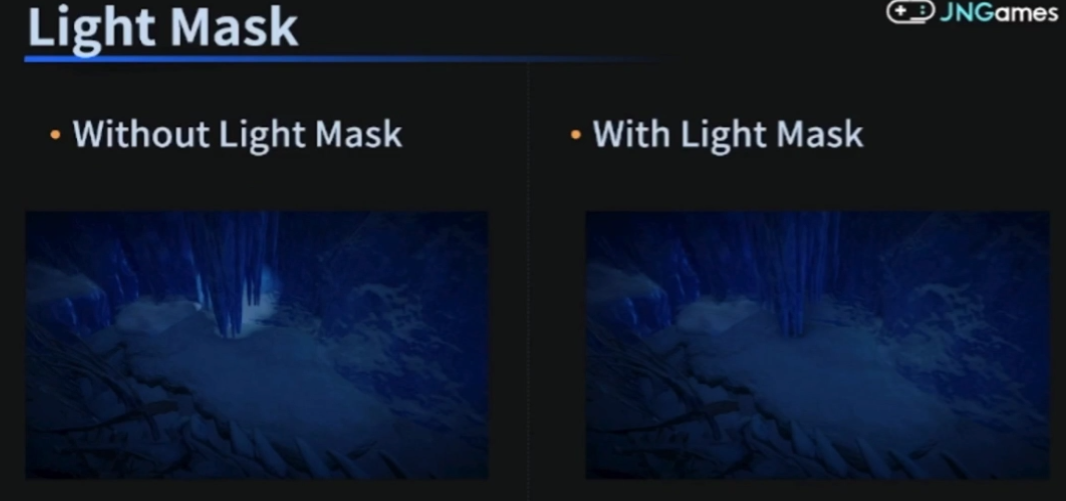 Light Mask
JNGames
• Without Light Mask
• With Light Mask